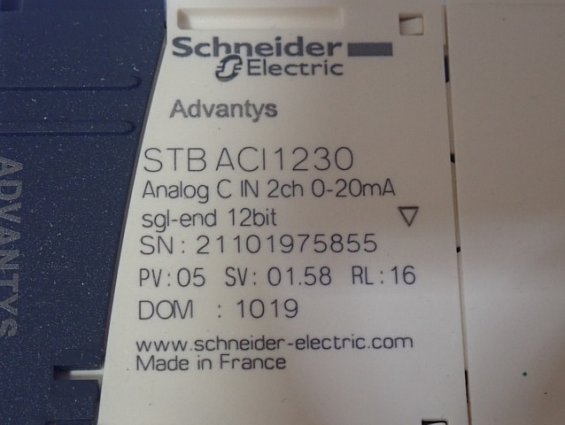 Schneider
Electric
Advantys
STB ACI1230
Analog C IN 2ch 0-20mA
sgl-end 12bit
SN: 21101975855
PV:05 SV: 01.58 RL:16
DOM : 1019
www.schneider-electric.com
Made in France
ADVANTYS